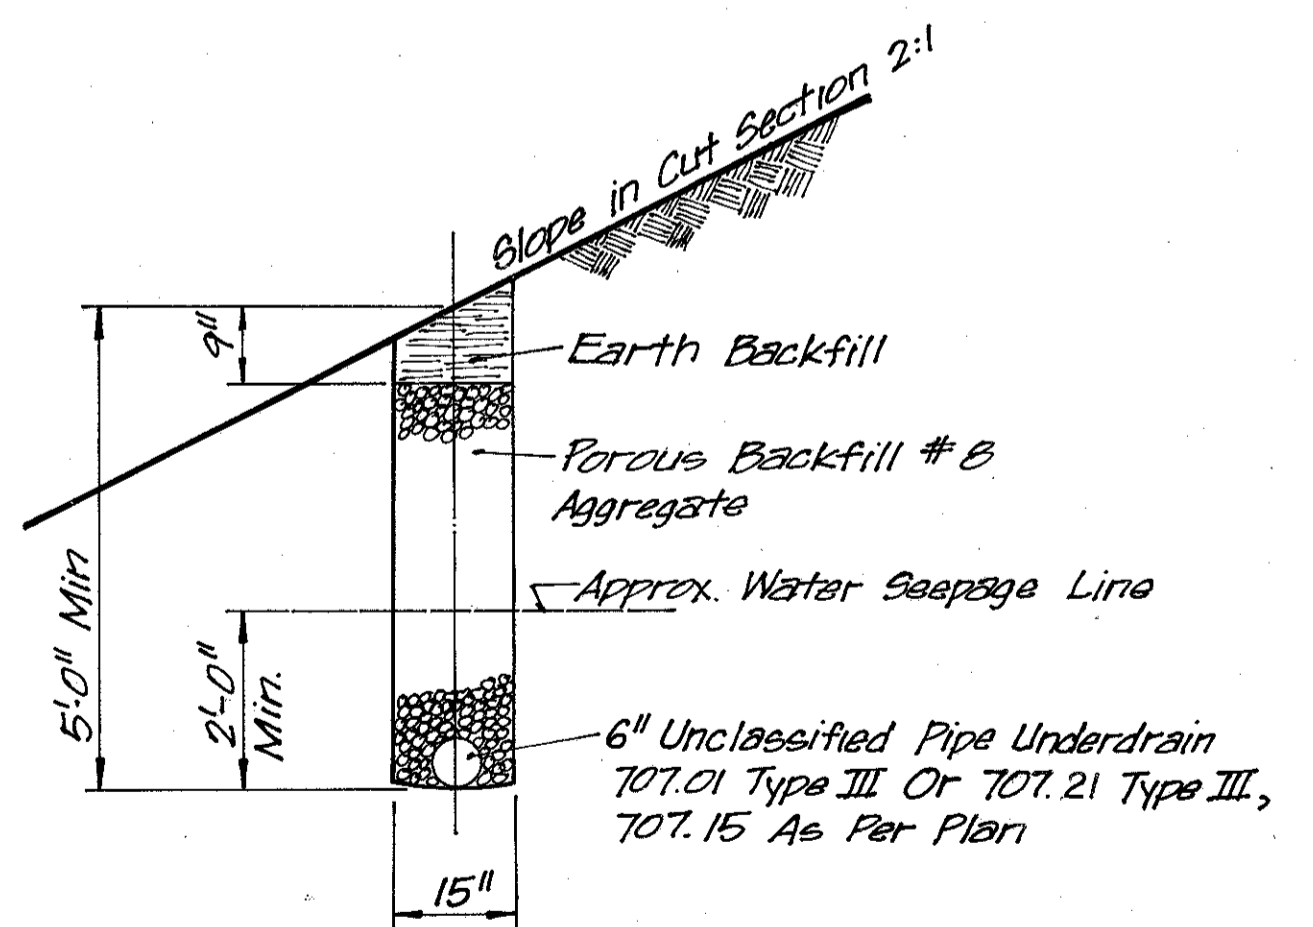 Slope in Cut Section 2:1
9"
Earth Backfill
Porous Backfill #8
Aggregate
Approx. Water Seepage Line
5'-0" Min
2'-0"
Min.
6" Unclassified Pipe Underdrain
707.01 Type III Or 707.21 Type III,
707.15 As Per Plan
15"